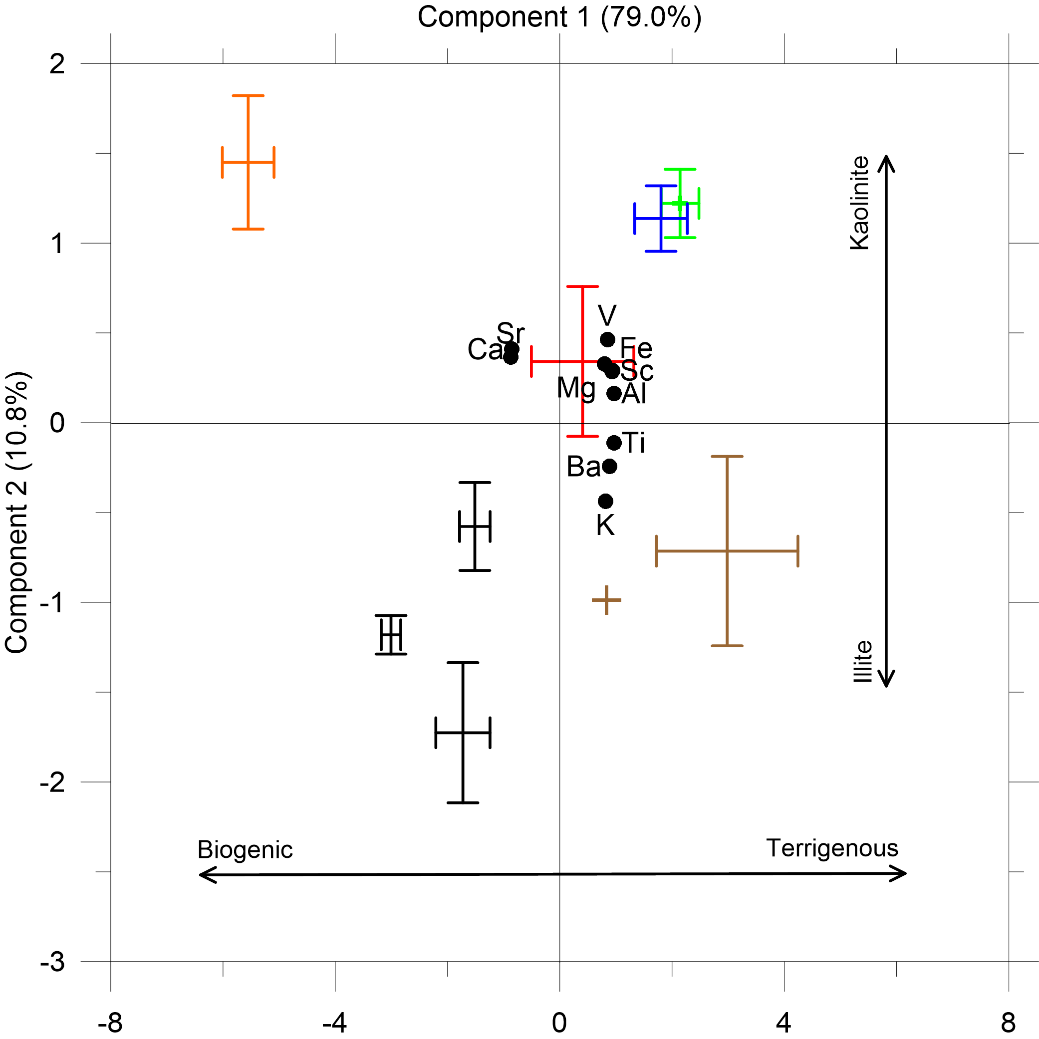 Component 1 (79.0%)
2
1
0
-1
-2
-3
Component 2 (10.8%)
Kaolinite
Illite
V
Sr
Ca
Fe
Sc
Mg
Al
Ti
Ba
K
Biogenic
Terrigenous
-8
-4
0
4
8